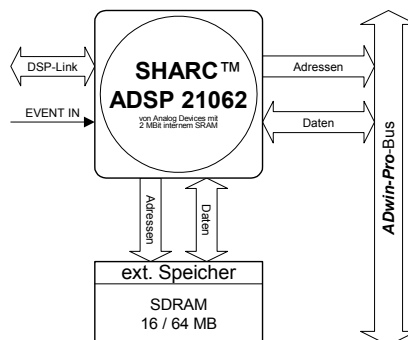 SHARC™
ADSP 21062
von Analog Devices mit
2 MBit internem SRAM
DSP-Link
EVENT IN
Adressen
Daten
ADwin-Pro-Bus
Adressen
Daten
ext. Speicher
SDRAM
16 / 64 MB